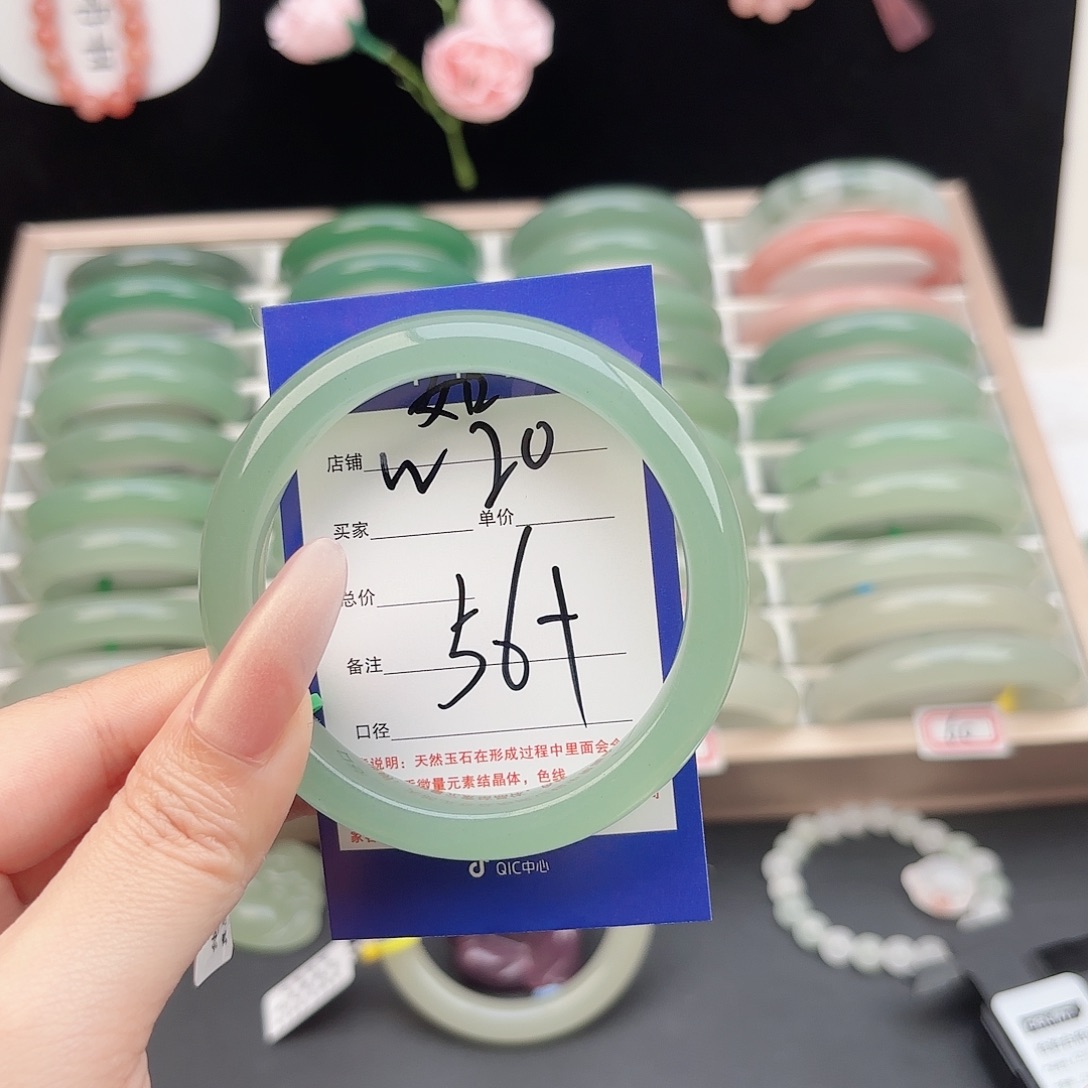 如
店铺 W20
买家 单价
总价
备注 56+
口径
说明：天然玉石在形成过程中里面会含
微量元素结晶体，色线
QIC中心